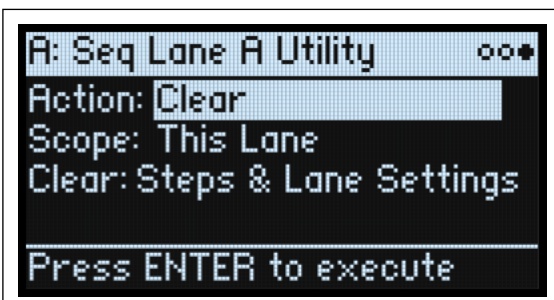 A: Seq Lane A Utility
Action: Clear
Scope: This Lane
Clear: Steps & Lane Settings
Press ENTER to execute